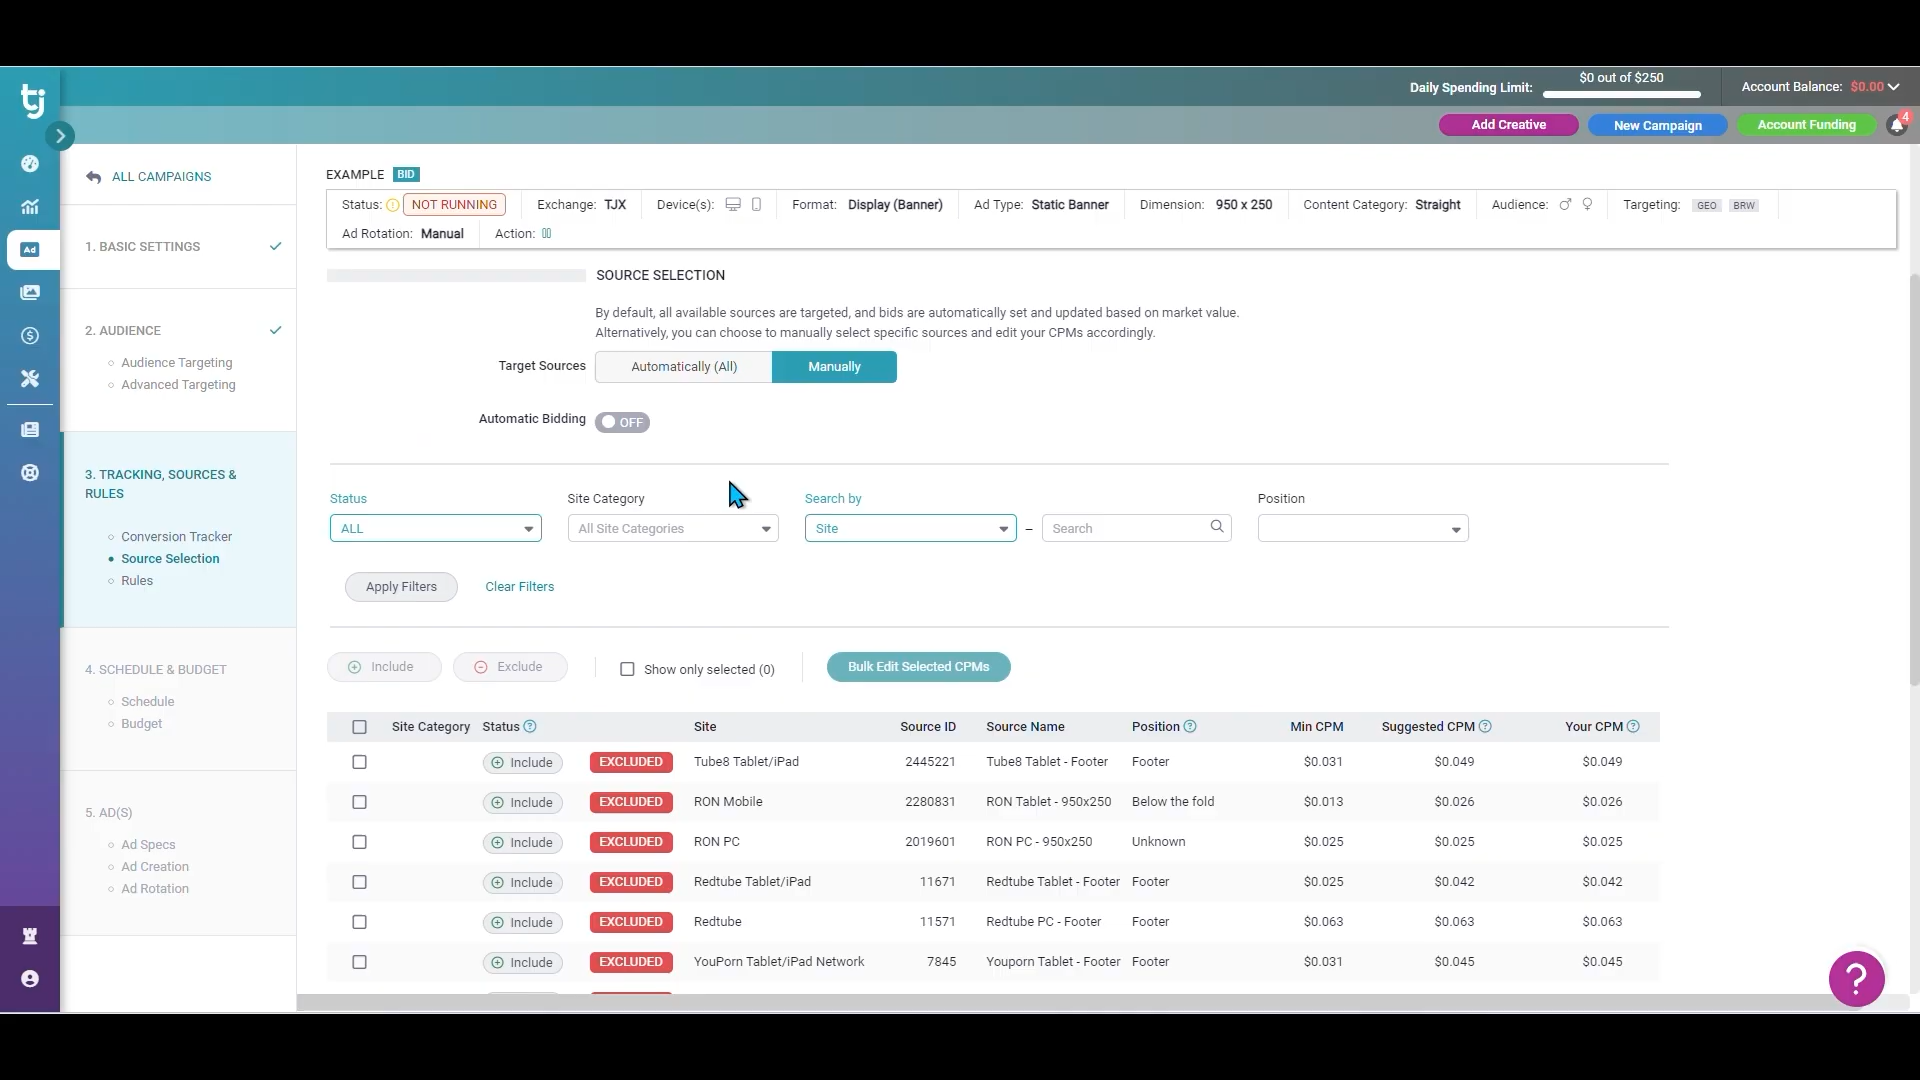 tj
Daily Spending Limit: $0 out of $250 Account Balance: $0.00
Add Creative New Campaign Account Funding 4
ALL CAMPAIGNS
1. BASIC SETTINGS
2. AUDIENCE
Audience Targeting
Advanced Targeting
3. TRACKING, SOURCES &
RULES
Conversion Tracker
Source Selection
Rules
4. SCHEDULE & BUDGET
Schedule
Budget
5. AD(S)
Ad Specs
Ad Creation
Ad Rotation
Ad
EXAMPLE BID
Status: NOT RUNNING Exchange: TJX Device(s): Format: Display (Banner) Ad Type: Static Banner Dimension: 950 x 250 Content Category: Straight Audience: Targeting: GEO BRW
Ad Rotation: Manual Action:
SOURCE SELECTION
By default, all available sources are targeted, and bids are automatically set and updated based on market value.
Alternatively, you can choose to manually select specific sources and edit your CPMs accordingly.
Target Sources Automatically (All) Manually
Automatic Bidding OFF
Status Site Category Search by Position
ALL All Site Categories Site – Search
Apply Filters Clear Filters
Include Exclude Show only selected (0) Bulk Edit Selected CPMs
Site Category Status ? Site Source ID Source Name Position ? Min CPM Suggested CPM ? Your CPM ?
Include EXCLUDED Tube8 Tablet/iPad 2445221 Tube8 Tablet - Footer Footer $0.031 $0.049 $0.049
Include EXCLUDED RON Mobile 2280831 RON Tablet - 950x250 Below the fold $0.013 $0.026 $0.026
Include EXCLUDED RON PC 2019601 RON PC - 950x250 Unknown $0.025 $0.025 $0.025
Include EXCLUDED Redtube Tablet/iPad 11671 Redtube Tablet - Footer Footer $0.025 $0.042 $0.042
Include EXCLUDED Redtube 11571 Redtube PC - Footer Footer $0.063 $0.063 $0.063
Include EXCLUDED YouPorn Tablet/iPad Network 7845 Youporn Tablet - Footer Footer $0.031 $0.045 $0.045
?